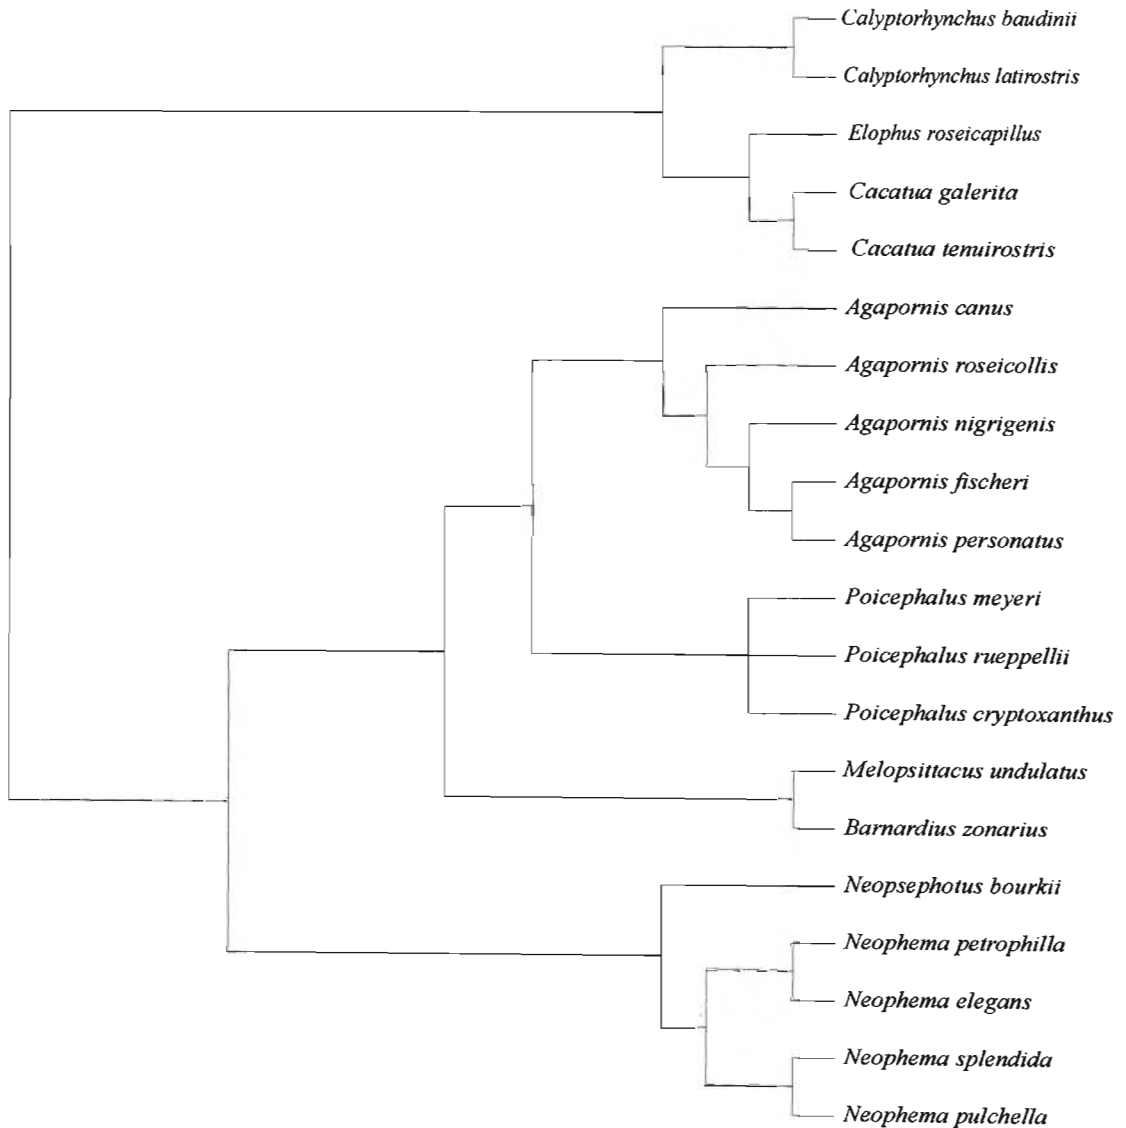 Calyptorhynchus baudinii
Calyptorhynchus latirostris
Elophus roseicapillus
Cacatua galerita
Cacatua tenuirostris
Agapornis canus
Agapornis roseicollis
Agapornis nigrigenis
Agapornis fischeri
Agapornis personatus
Poicephalus meyeri
Poicephalus rueppellii
Poicephalus cryptoxanthus
Melopsittacus undulatus
Barnardius zonarius
Neopsephotus bourkii
Neophema petrophilla
Neophema elegans
Neophema splendida
Neophema pulchella